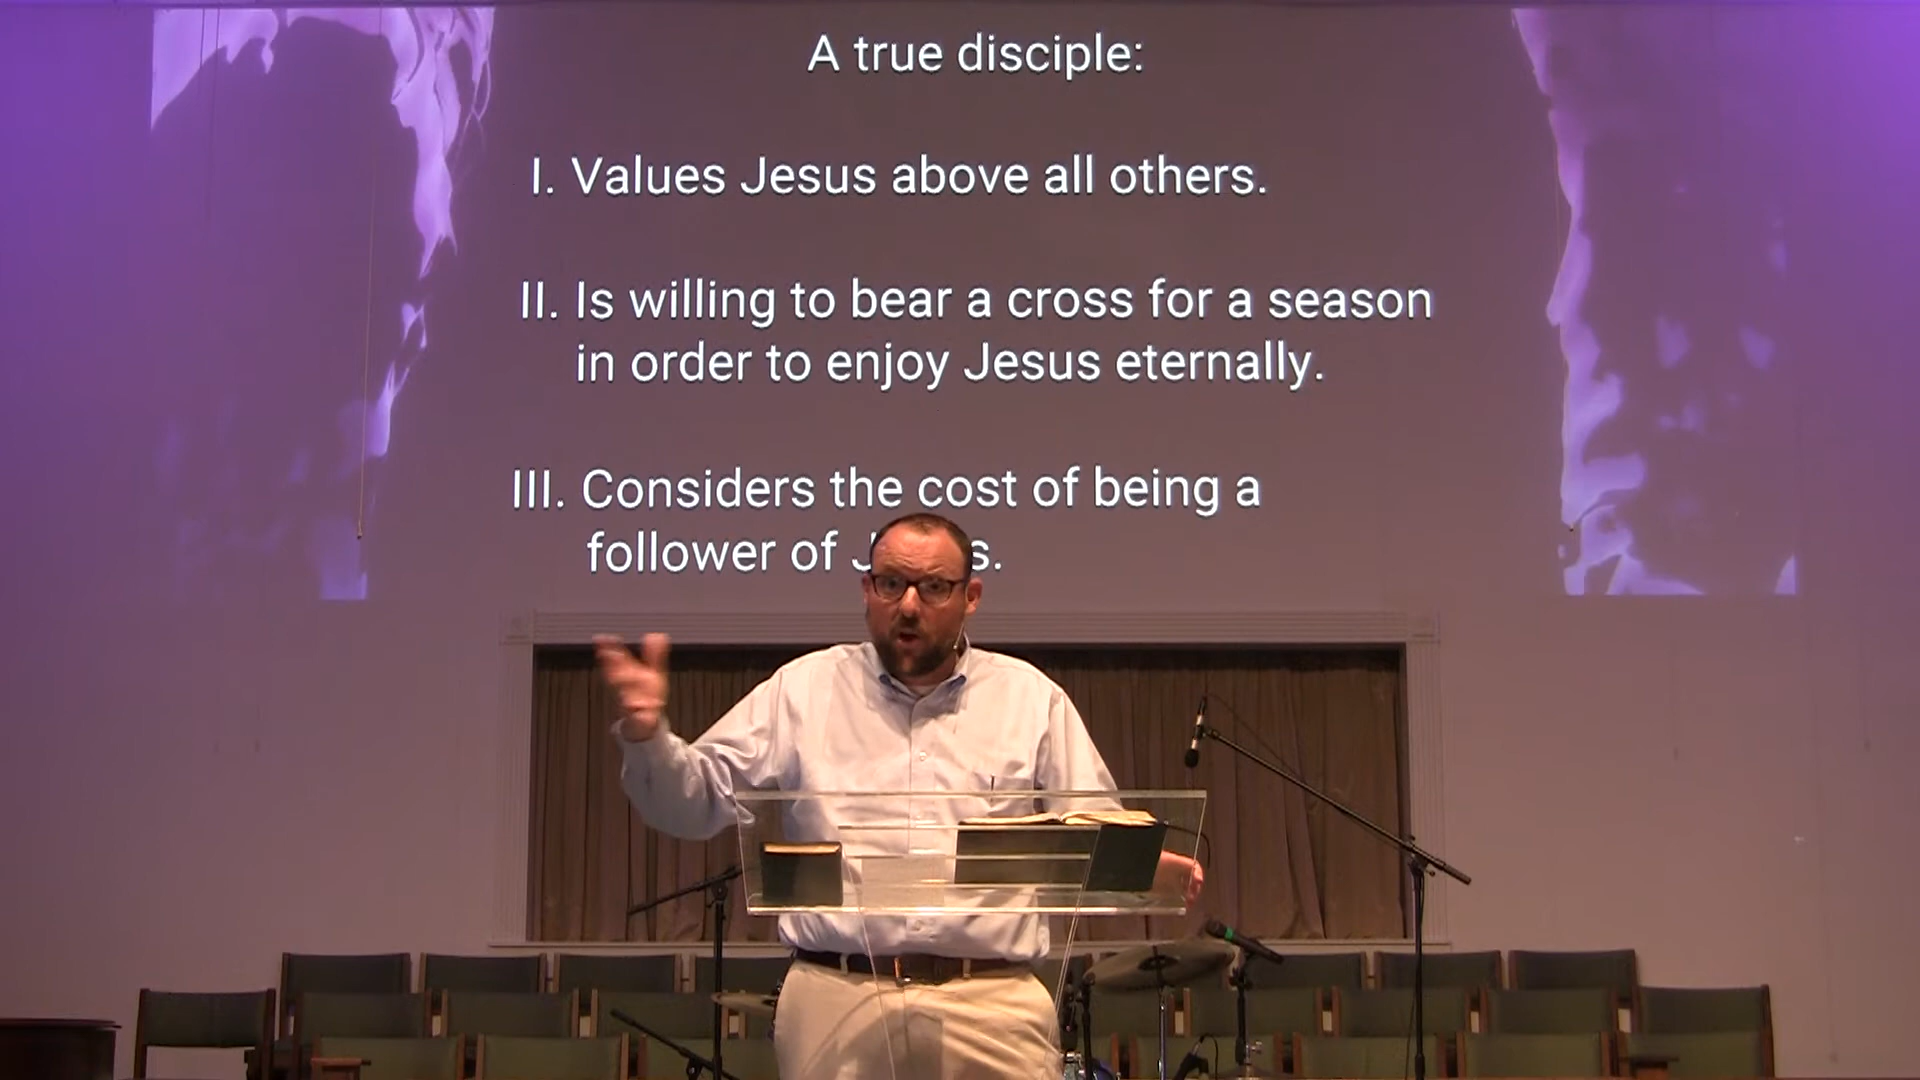 A true disciple:
I. Values Jesus above all others.
II. Is willing to bear a cross for a season
in order to enjoy Jesus eternally.
III. Considers the cost of being a
follower of